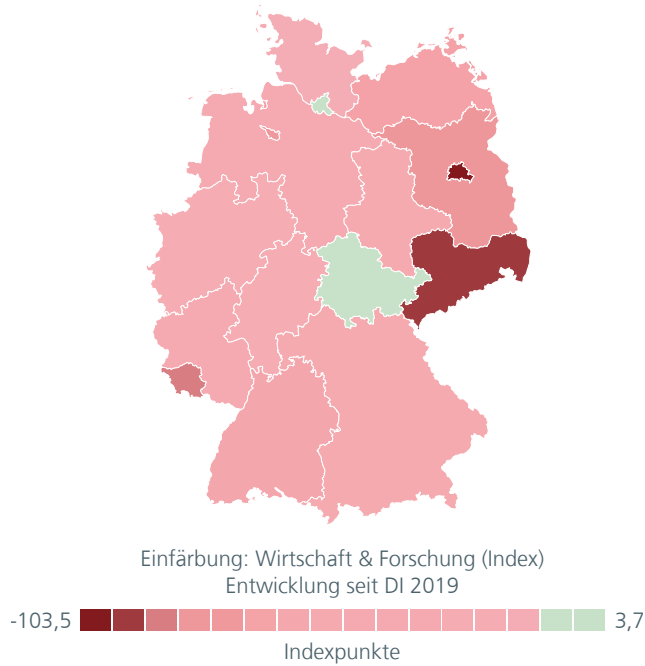 Einfärbung: Wirtschaft & Forschung (Index)
Entwicklung seit DI 2019
-103,5 3,7
Indexpunkte